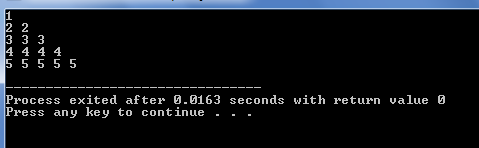 1
2 2
3 3 3
4 4 4 4
5 5 5 5 5
--------------------------------
Process exited after 0.0163 seconds with return value 0
Press any key to continue . . .